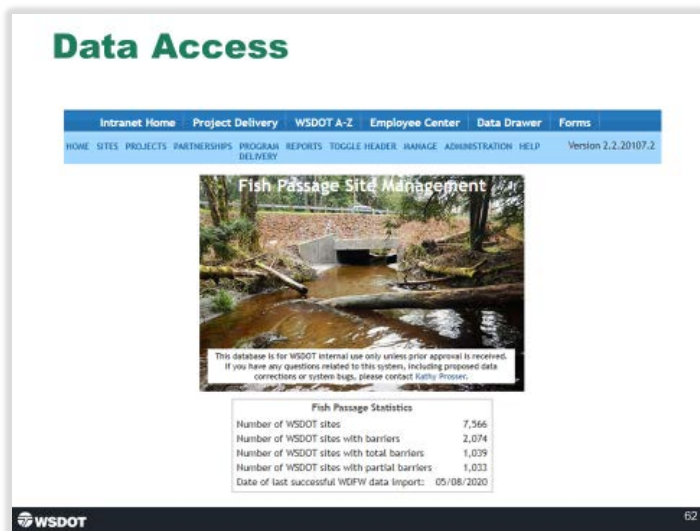 Data Access
Intranet Home Project Delivery WSDOT A-Z Employee Center Data Drawer Forms
HOME SITES PROJECTS PARTNERSHIPS PROGRAM DELIVERY REPORTS TOGGLE HEADER MANAGE ADMINISTRATION HELP Version 2.2.20107.2
Fish Passage Site Management
This database is for WSDOT internal use only unless prior approval is received.
If you have any questions related to this system, including proposed data
corrections or system bugs, please contact Kathy Prosser.
Fish Passage Statistics
Number of WSDOT sites 7,566
Number of WSDOT sites with barriers 2,074
Number of WSDOT sites with total barriers 1,039
Number of WSDOT sites with partial barriers 1,033
Date of last successful WDFW data import: 05/08/2020
WSDOT 62